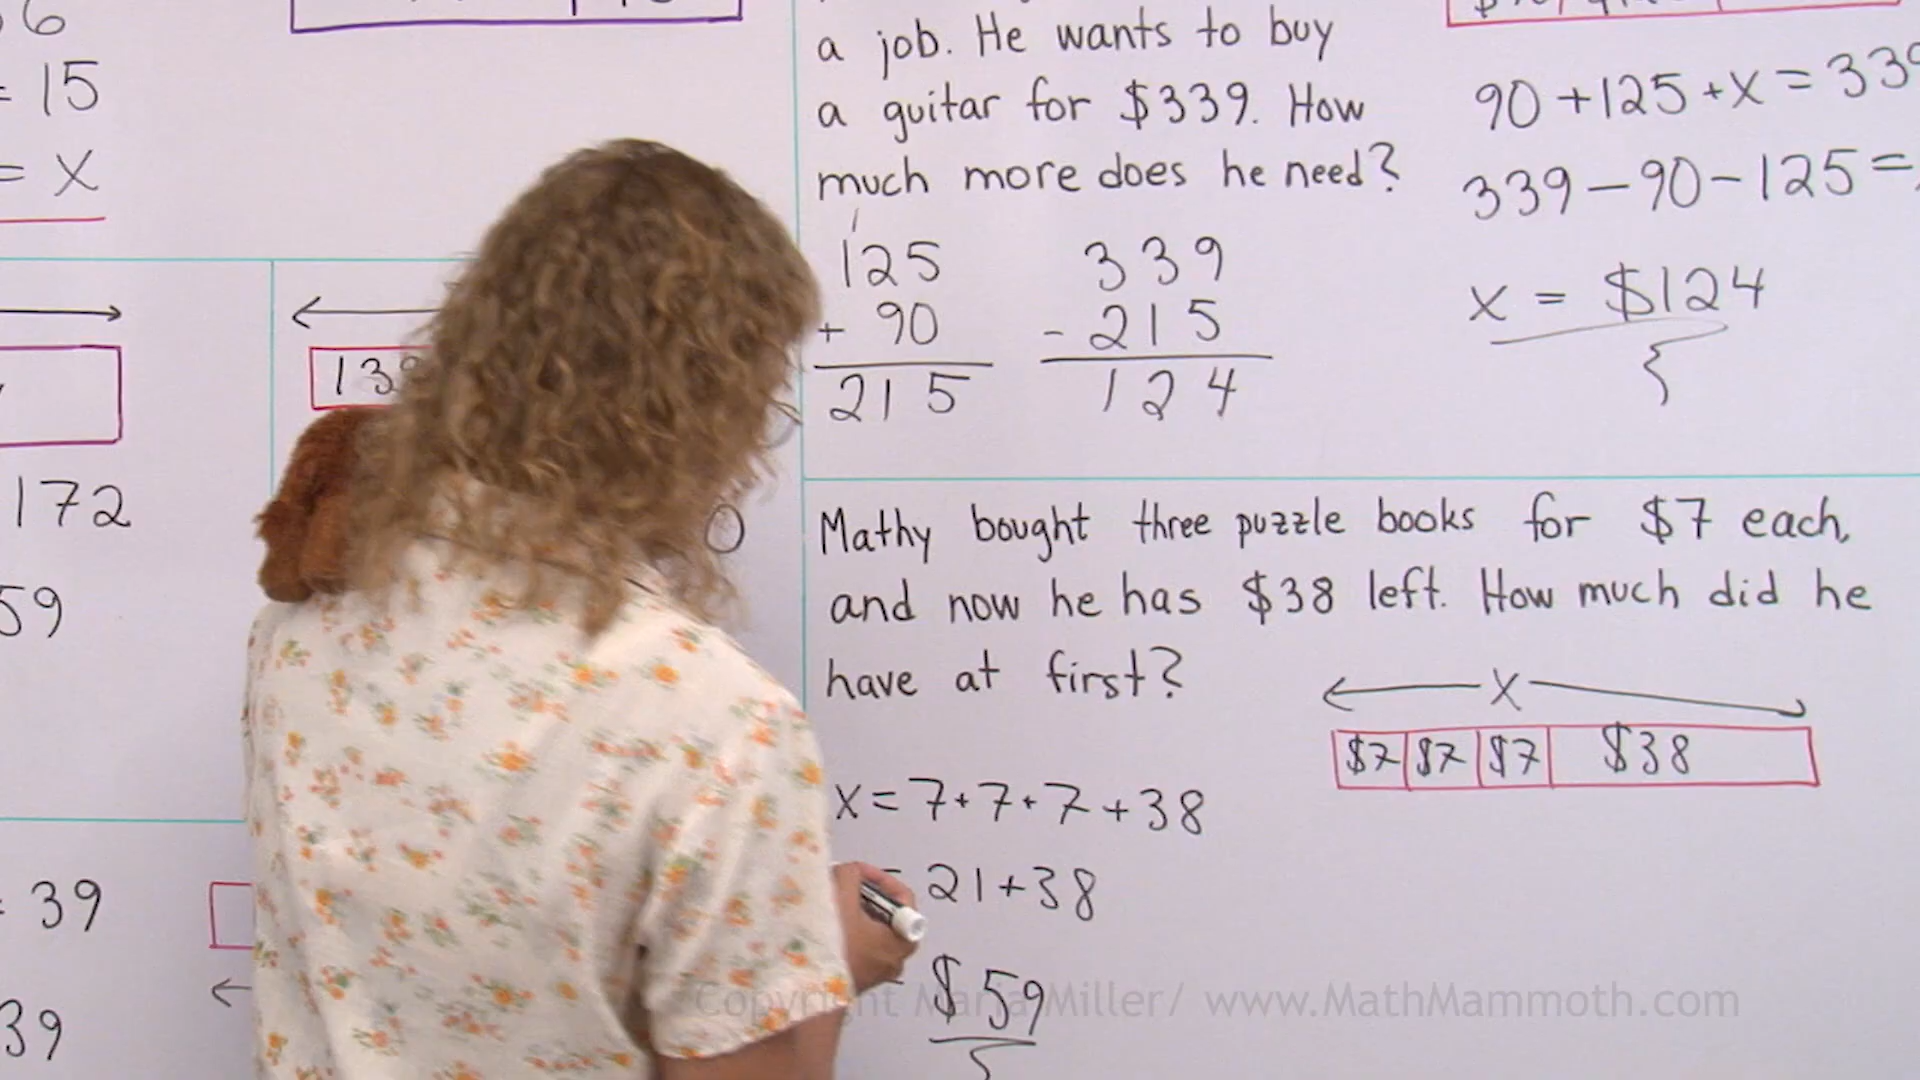 = 15
= x
172
59
= 39
39
139
a job. He wants to buy
a guitar for $339. How
much more does he need?
1
125
+ 90
215
339
- 215
124
90 + 125 + x = 339
339 - 90 - 125 =
x = $124
Mathy bought three puzzle books for $7 each,
and now he has $38 left. How much did he
have at first?
x
$7 $7 $7 $38
x = 7 + 7 + 7 + 38
= 21 + 38
= $59
Copyright Maria Miller/ www.MathMammoth.com